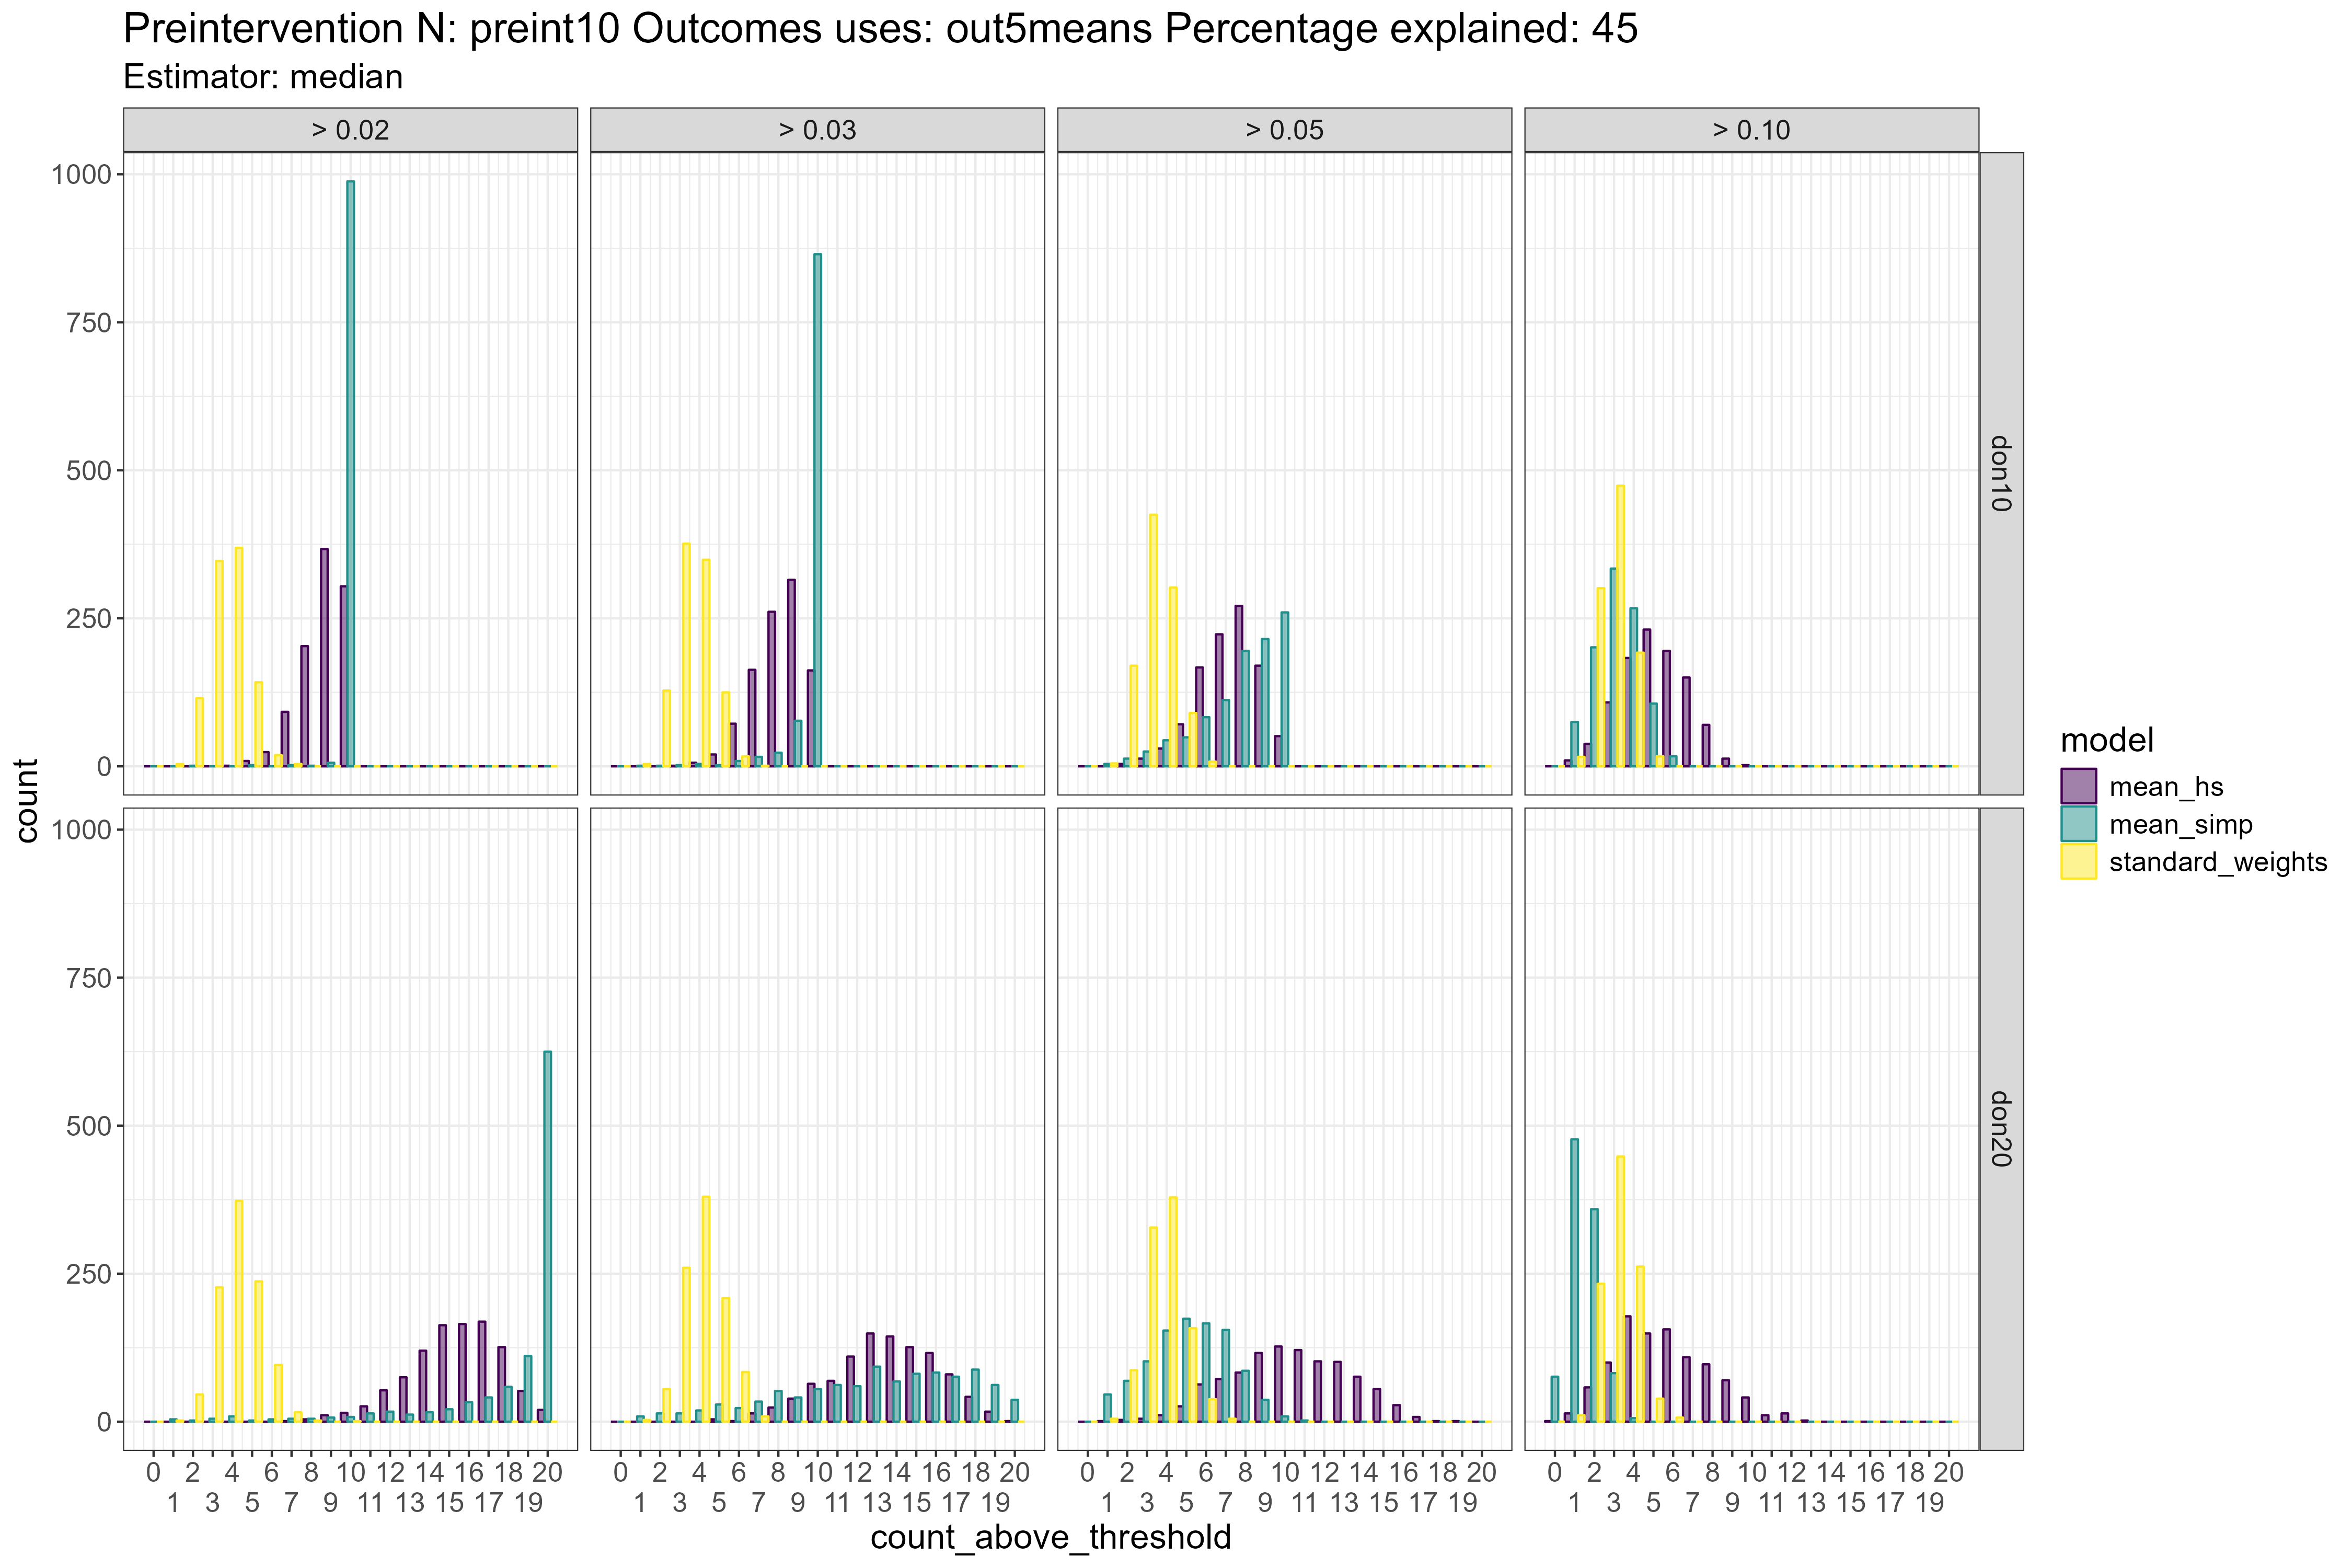 Preintervention N: preint10 Outcomes uses: out5means Percentage explained: 45
Estimator: median
> 0.02 > 0.03 > 0.05 > 0.10
1000
750
500
250
0
don10
1000
750
500
250
0
don20
count
0 2 4 6 8 10 12 14 16 18 20 0 2 4 6 8 10 12 14 16 18 20 0 2 4 6 8 10 12 14 16 18 20 0 2 4 6 8 10 12 14 16 18 20
1 3 5 7 9 11 13 15 17 19 1 3 5 7 9 11 13 15 17 19 1 3 5 7 9 11 13 15 17 19 1 3 5 7 9 11 13 15 17 19
count_above_threshold
model
mean_hs
mean_simp
standard_weights